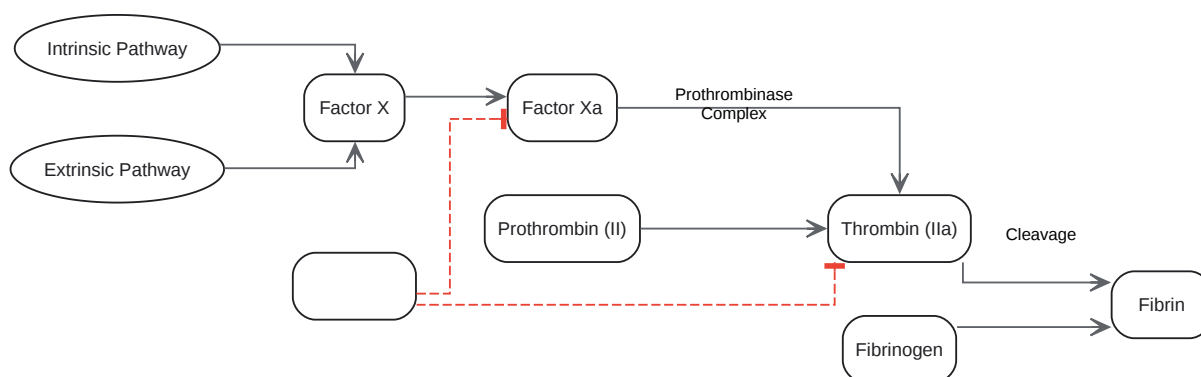 Intrinsic Pathway
Factor X
Factor Xa
Prothrombinase
Complex
Extrinsic Pathway
Prothrombin (II)
Thrombin (IIa)
Cleavage
Fibrin
Fibrinogen